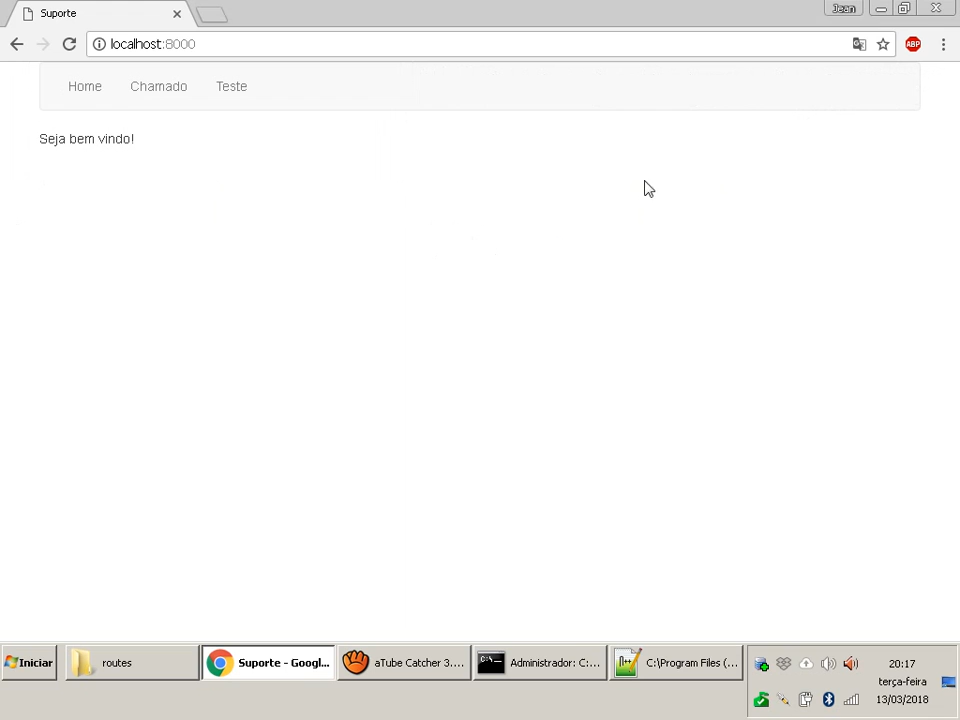 Suporte
Jean
localhost:8000
ABP
Home Chamado Teste
Seja bem vindo!
Iniciar
routes
Suporte - Googl...
aTube Catcher 3....
Administrador: C:...
C:\Program Files (...
20:17
terça-feira
13/03/2018